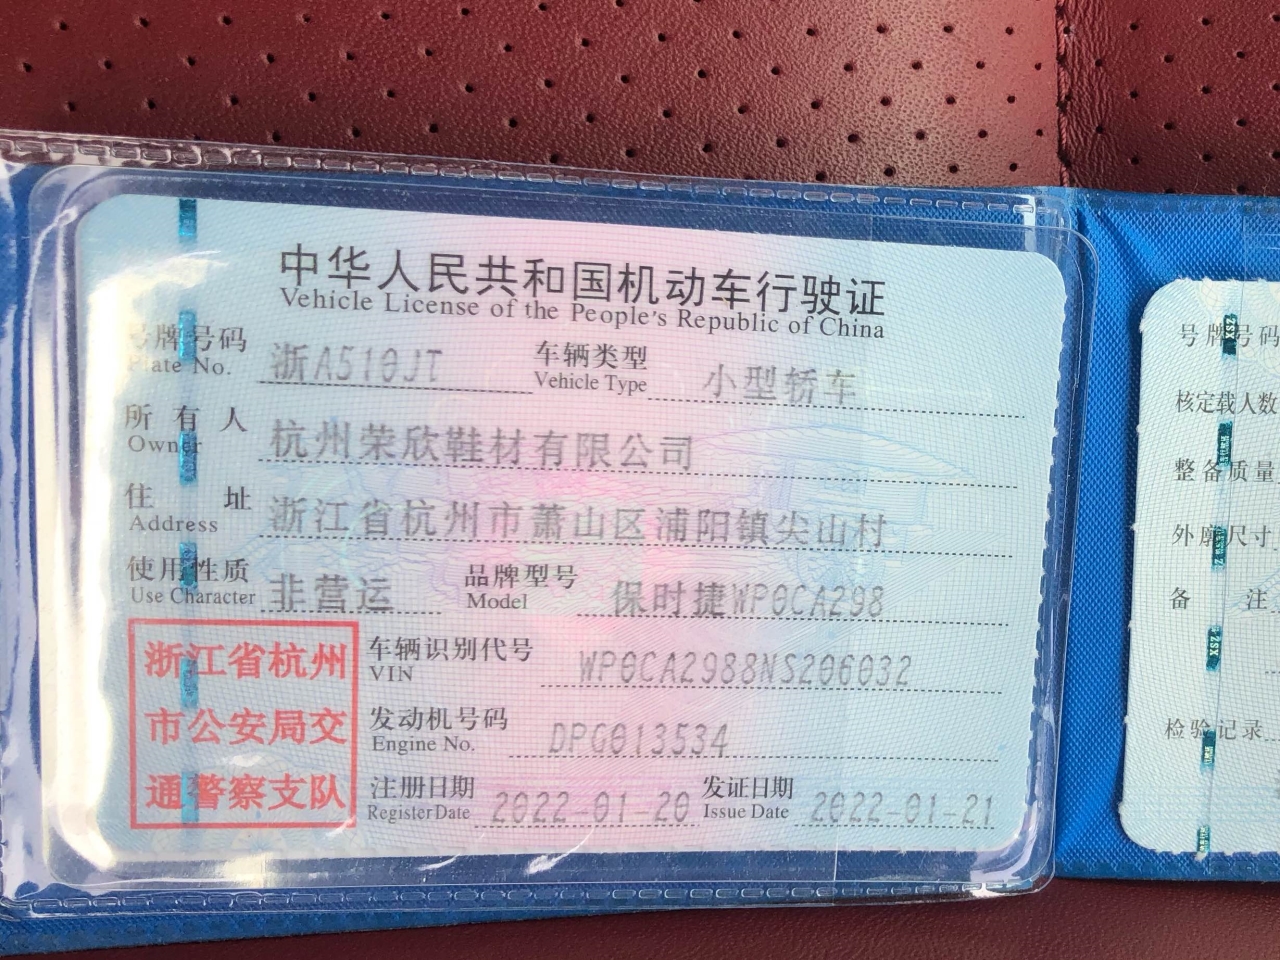 中华人民共和国机动车行驶证
Vehicle License of the People's Republic of China
号牌号码 浙A510JT 车辆类型 小型轿车
Plate No. Vehicle Type
所有人 杭州荣欣鞋材有限公司
Owner
住址 浙江省杭州市萧山区浦阳镇尖山村
Address
使用性质 非营运 品牌型号 保时捷WP0CA298
Use Character Model
浙江省杭州
市公安局交
通警察支队
车辆识别代号 WP0CA2988NS206032
VIN
发动机号码 DPG013534
Engine No.
注册日期 2022-01-20 发证日期 2022-01-21
Register Date Issue Date
号牌号码
核定载人数
整备质量
外廓尺寸
备注
检验记录
ZSX
ZSX